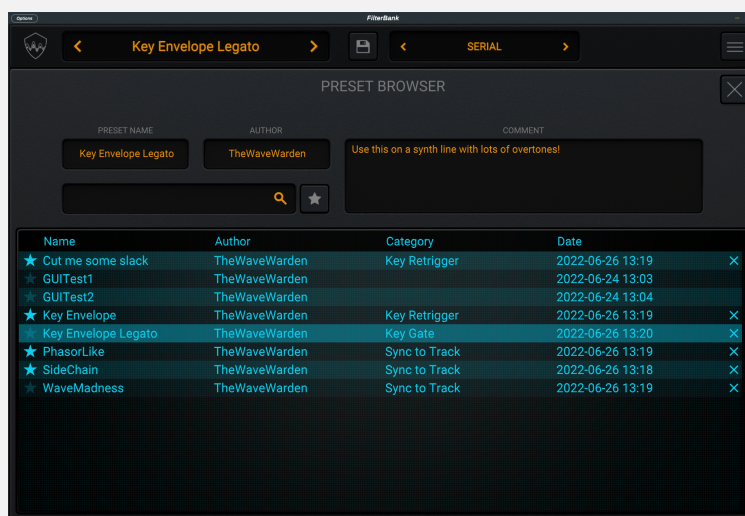 Options
FilterBank
Key Envelope Legato
SERIAL
PRESET BROWSER
PRESET NAME
AUTHOR
COMMENT
Key Envelope Legato
TheWaveWarden
Use this on a synth line with lots of overtones!
Name Author Category Date
Cut me some slack TheWaveWarden Key Retrigger 2022-06-26 13:19
GUITest1 TheWaveWarden 2022-06-24 13:03
GUITest2 TheWaveWarden 2022-06-24 13:04
Key Envelope TheWaveWarden Key Retrigger 2022-06-26 13:19
Key Envelope Legato TheWaveWarden Key Gate 2022-06-26 13:20
PhasorLike TheWaveWarden Sync to Track 2022-06-26 13:19
SideChain TheWaveWarden Sync to Track 2022-06-26 13:18
WaveMadness TheWaveWarden Sync to Track 2022-06-26 13:19